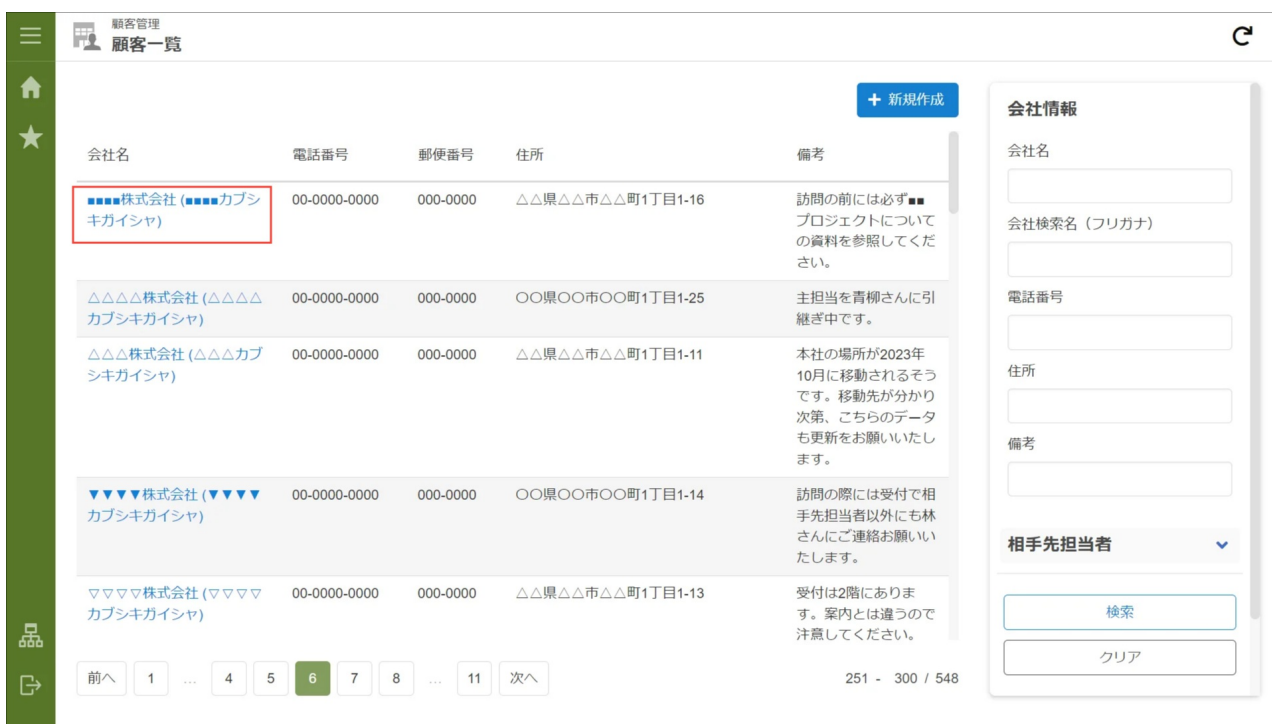 顧客管理
顧客一覧
+ 新規作成
会社名 電話番号 郵便番号 住所 備考
■■■■株式会社 (■■■■カブシ
キガイシャ)
00-0000-0000 000-0000 △△県△△市△△町1丁目1-16
訪問の前には必ず■■
プロジェクトについて
の資料を参照してくだ
さい。
△△△△株式会社 (△△△△
カブシキガイシャ)
00-0000-0000 000-0000 〇〇県〇〇市〇〇町1丁目1-25
主担当を青柳さんに引
継ぎ中です。
△△△株式会社 (△△△カブ
シキガイシャ)
00-0000-0000 000-0000 △△県△△市△△町1丁目1-11
本社の場所が2023年
10月に移動されるそう
です。移動先が分かり
次第、こちらのデータ
も更新をお願いいたし
ます。
▼▼▼▼株式会社 (▼▼▼▼
カブシキガイシャ)
00-0000-0000 000-0000 〇〇県〇〇市〇〇町1丁目1-14
訪問の際には受付で相
手先担当者以外にも林
さんにご連絡お願いい
たします。
▽▽▽▽株式会社 (▽▽▽▽
カブシキガイシャ)
00-0000-0000 000-0000 △△県△△市△△町1丁目1-13
受付は2階にありま
す。案内とは違うので
注意してください。
前へ 1 ... 4 5 6 7 8 ... 11 次へ
251 - 300 / 548
会社情報
会社名
会社検索名（フリガナ）
電話番号
住所
備考
相手先担当者
検索
クリア